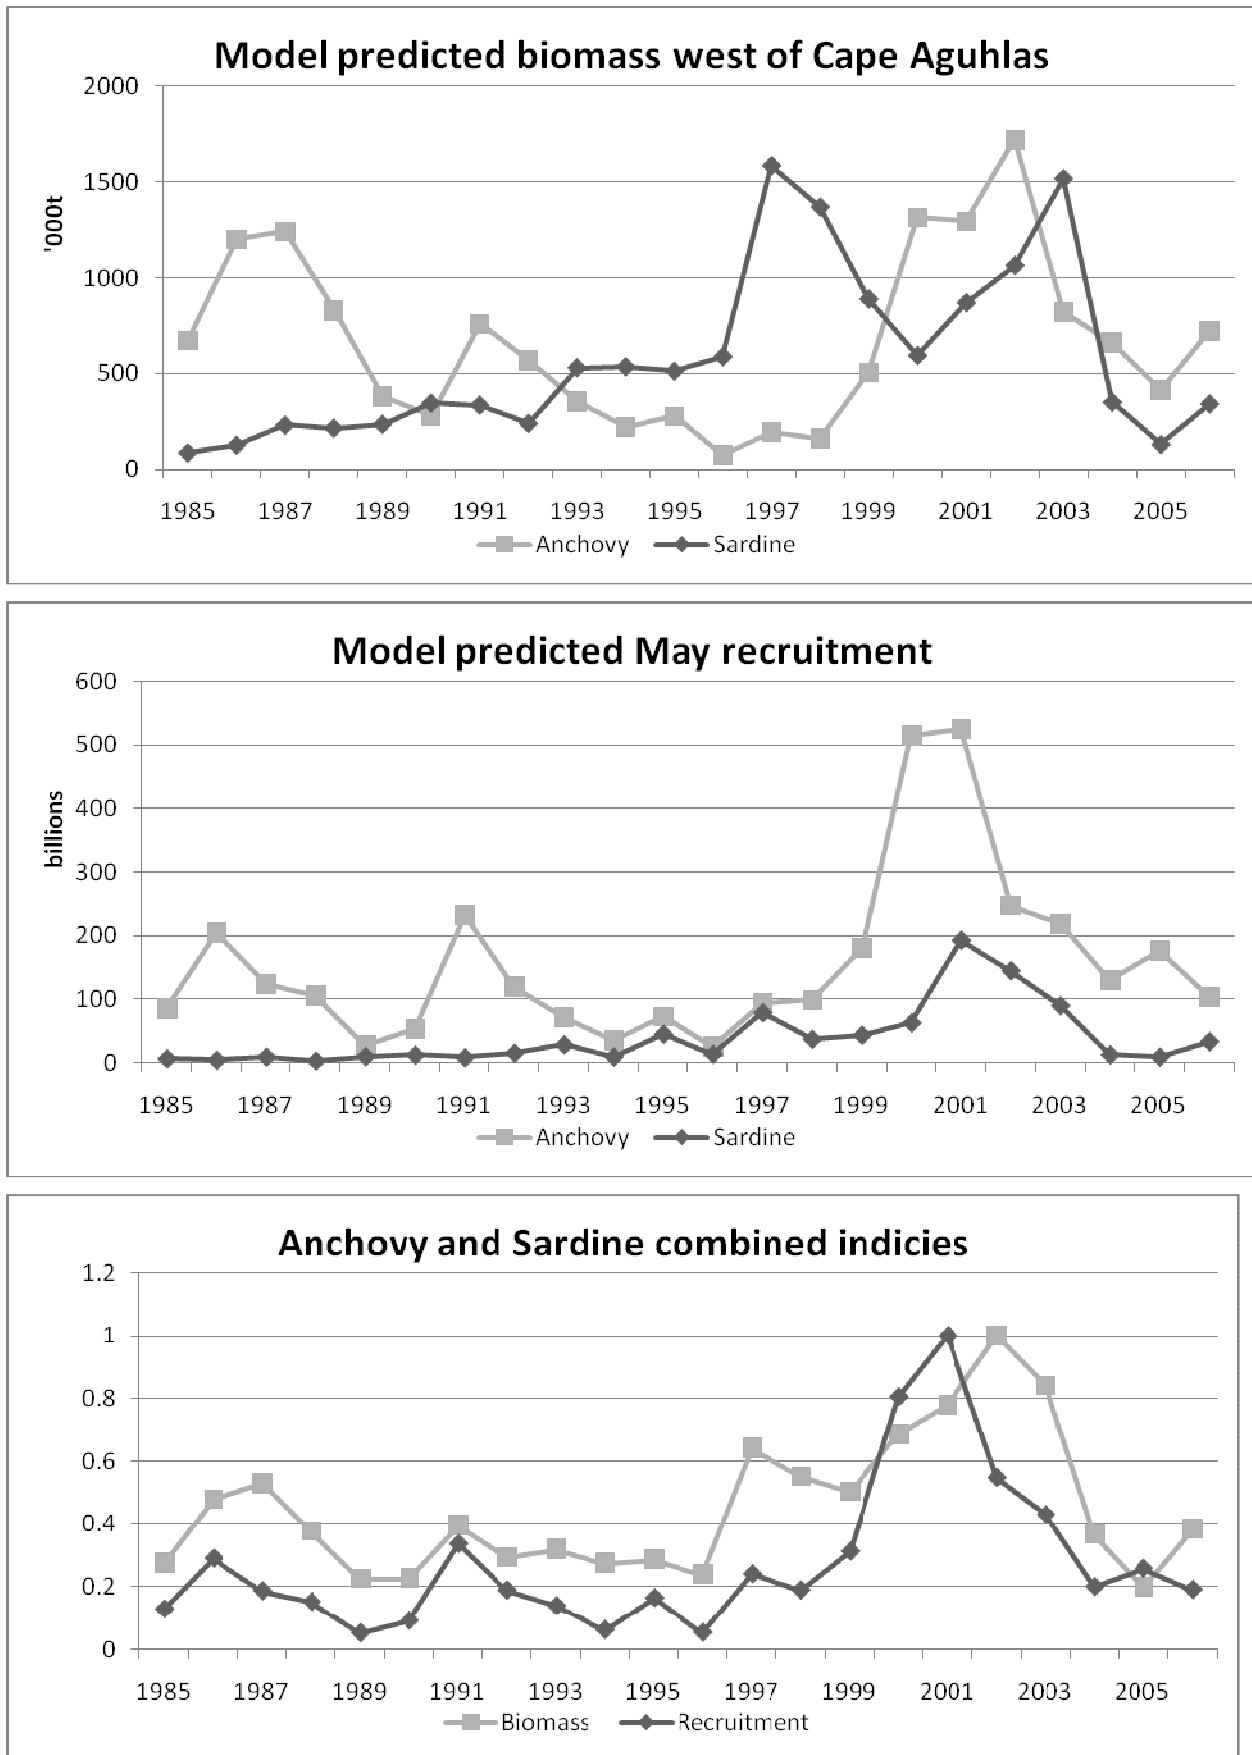 Model predicted biomass west of Cape Aguhlas
2000
1500
1000
500
0
'000t
1985 1987 1989 1991 1993 1995 1997 1999 2001 2003 2005
Anchovy Sardine
Model predicted May recruitment
600
500
400
300
200
100
0
billions
1985 1987 1989 1991 1993 1995 1997 1999 2001 2003 2005
Anchovy Sardine
Anchovy and Sardine combined indicies
1.2
1
0.8
0.6
0.4
0.2
0
1985 1987 1989 1991 1993 1995 1997 1999 2001 2003 2005
Biomass Recruitment